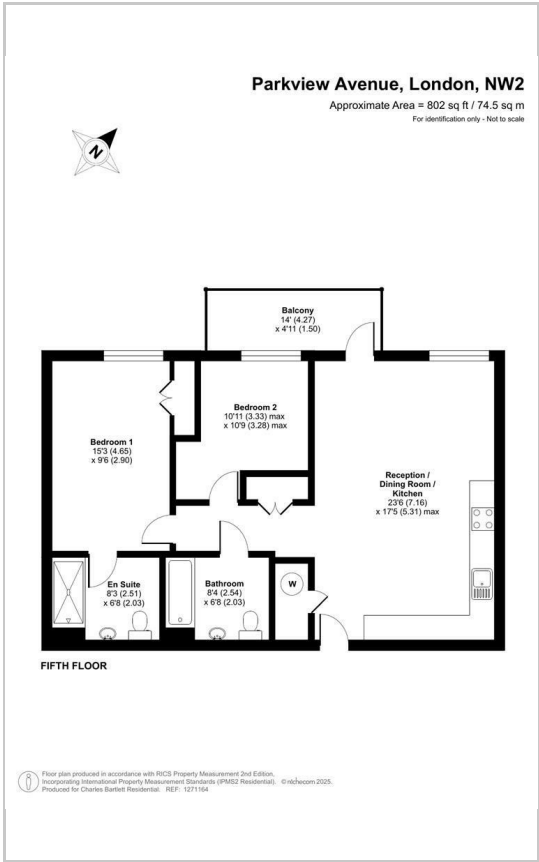 Parkview Avenue, London, NW2
Approximate Area = 802 sq ft / 74.5 sq m
For identification only - Not to scale
N
Balcony
14' (4.27)
x 4'11 (1.50)
Bedroom 1
15'3 (4.65)
x 9'6 (2.90)
Bedroom 2
10'11 (3.33) max
x 10'9 (3.28) max
Reception /
Dining Room /
Kitchen
23'6 (7.16)
x 17'5 (5.31) max
En Suite
8'3 (2.51)
x 6'8 (2.03)
Bathroom
8'4 (2.54)
x 6'8 (2.03)
W
FIFTH FLOOR
Floor plan produced in accordance with RICS Property Measurement 2nd Edition,
Incorporating International Property Measurement Standards (IPMS2 Residential). © nichecom 2025.
Produced for Charles Bartlett Residential. REF: 1271164